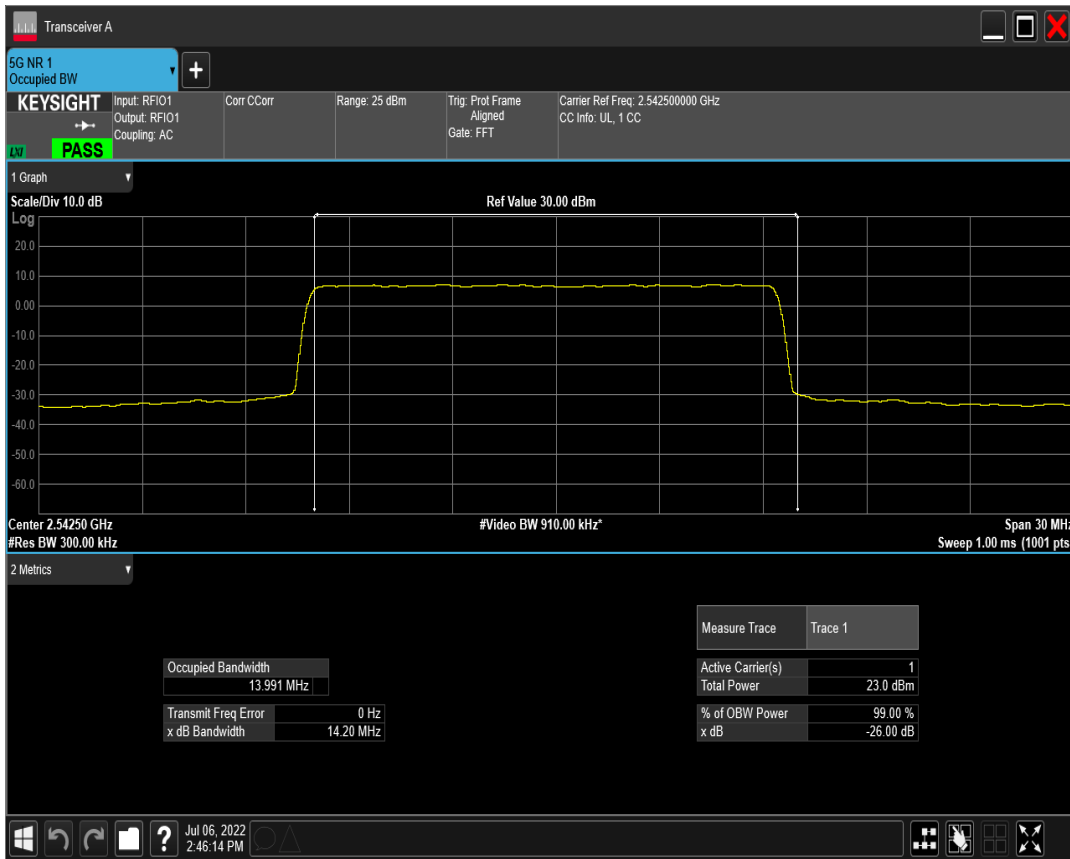 Transceiver A
5G NR 1
Occupied BW
KEYSIGHT
LXI
PASS
Input: RFIO1
Output: RFIO1
Coupling: AC
Corr CCorr
Range: 25 dBm
Trig: Prot Frame
Aligned
Gate: FFT
Carrier Ref Freq: 2.542500000 GHz
CC Info: UL, 1 CC
1 Graph
Scale/Div 10.0 dB
Ref Value 30.00 dBm
Log
20.0
10.0
0.00
-10.0
-20.0
-30.0
-40.0
-50.0
-60.0
Center 2.54250 GHz
#Video BW 910.00 kHz*
Span 30 MHz
#Res BW 300.00 kHz
Sweep 1.00 ms (1001 pts
2 Metrics
Measure Trace Trace 1
Occupied Bandwidth
13.991 MHz
Active Carrier(s) 1
Total Power 23.0 dBm
Transmit Freq Error 0 Hz
x dB Bandwidth 14.20 MHz
% of OBW Power 99.00 %
x dB -26.00 dB
?
Jul 06, 2022
2:46:14 PM